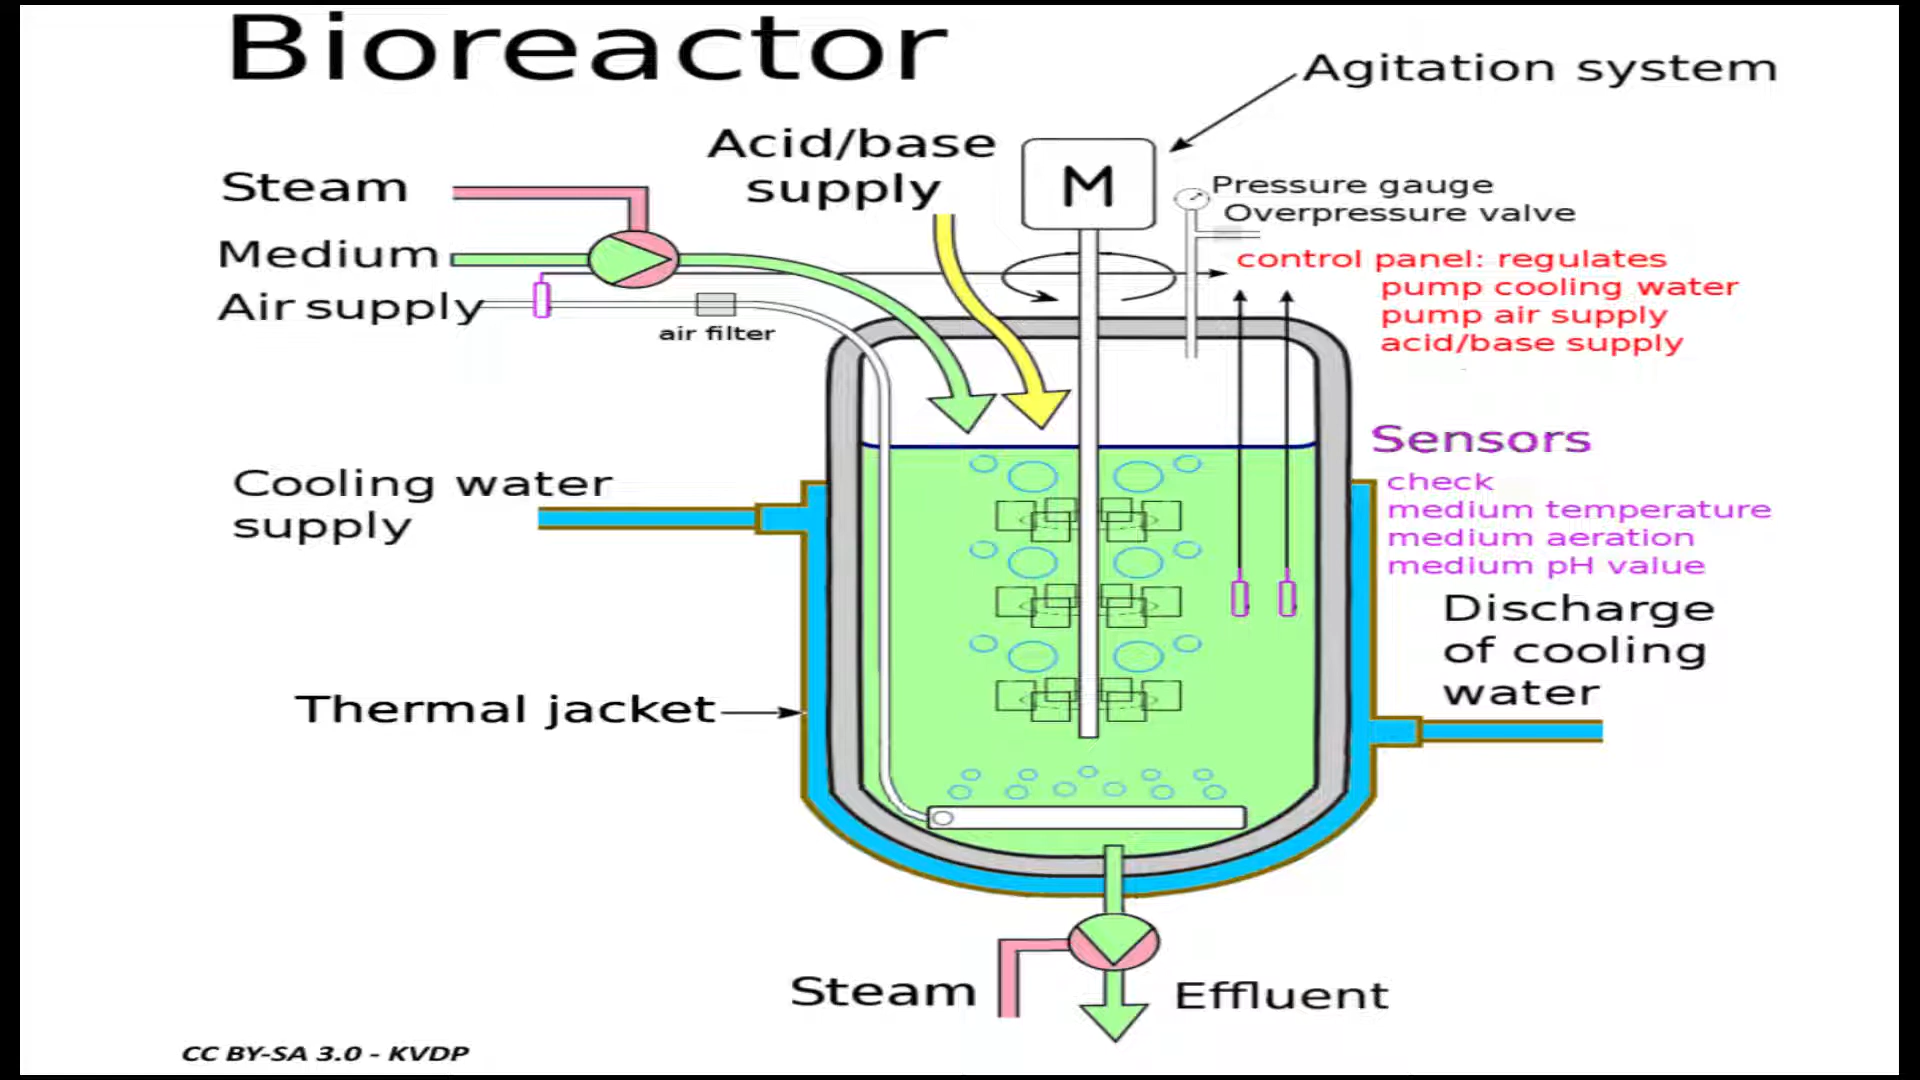 Bioreactor
Agitation system
Acid/base
supply
M
Steam
Pressure gauge
Overpressure valve
Medium
control panel: regulates
pump cooling water
pump air supply
acid/base supply
Air supply
air filter
Sensors
check
medium temperature
medium aeration
medium pH value
Cooling water
supply
Discharge
of cooling
water
Thermal jacket
Steam
Effluent
CC BY-SA 3.0 - KVDP